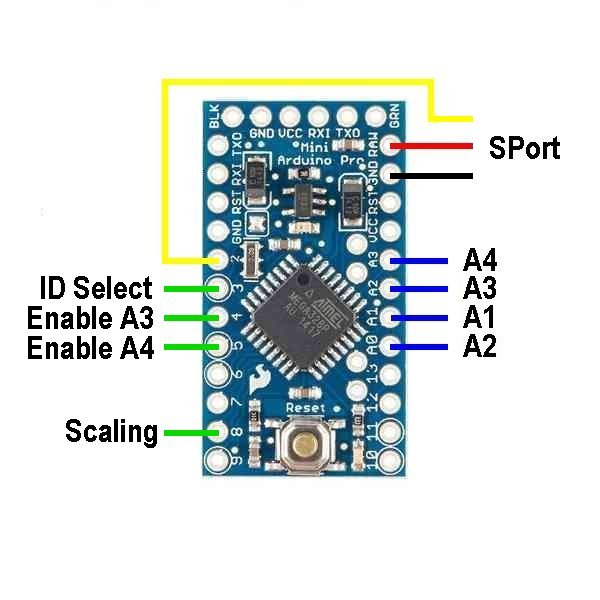 BLK GND VCC RXI TXO GRN
Mini
Arduino Pro
TXO
RXI
RST
GND
2
3
4
5
6
7
8
9
RAW
GND
RST
VCC
A3
A2
A1
A0
13
12
11
10
ATMEL
MEGA328P
Reset
SPort
ID Select
Enable A3
Enable A4
Scaling
A4
A3
A1
A2